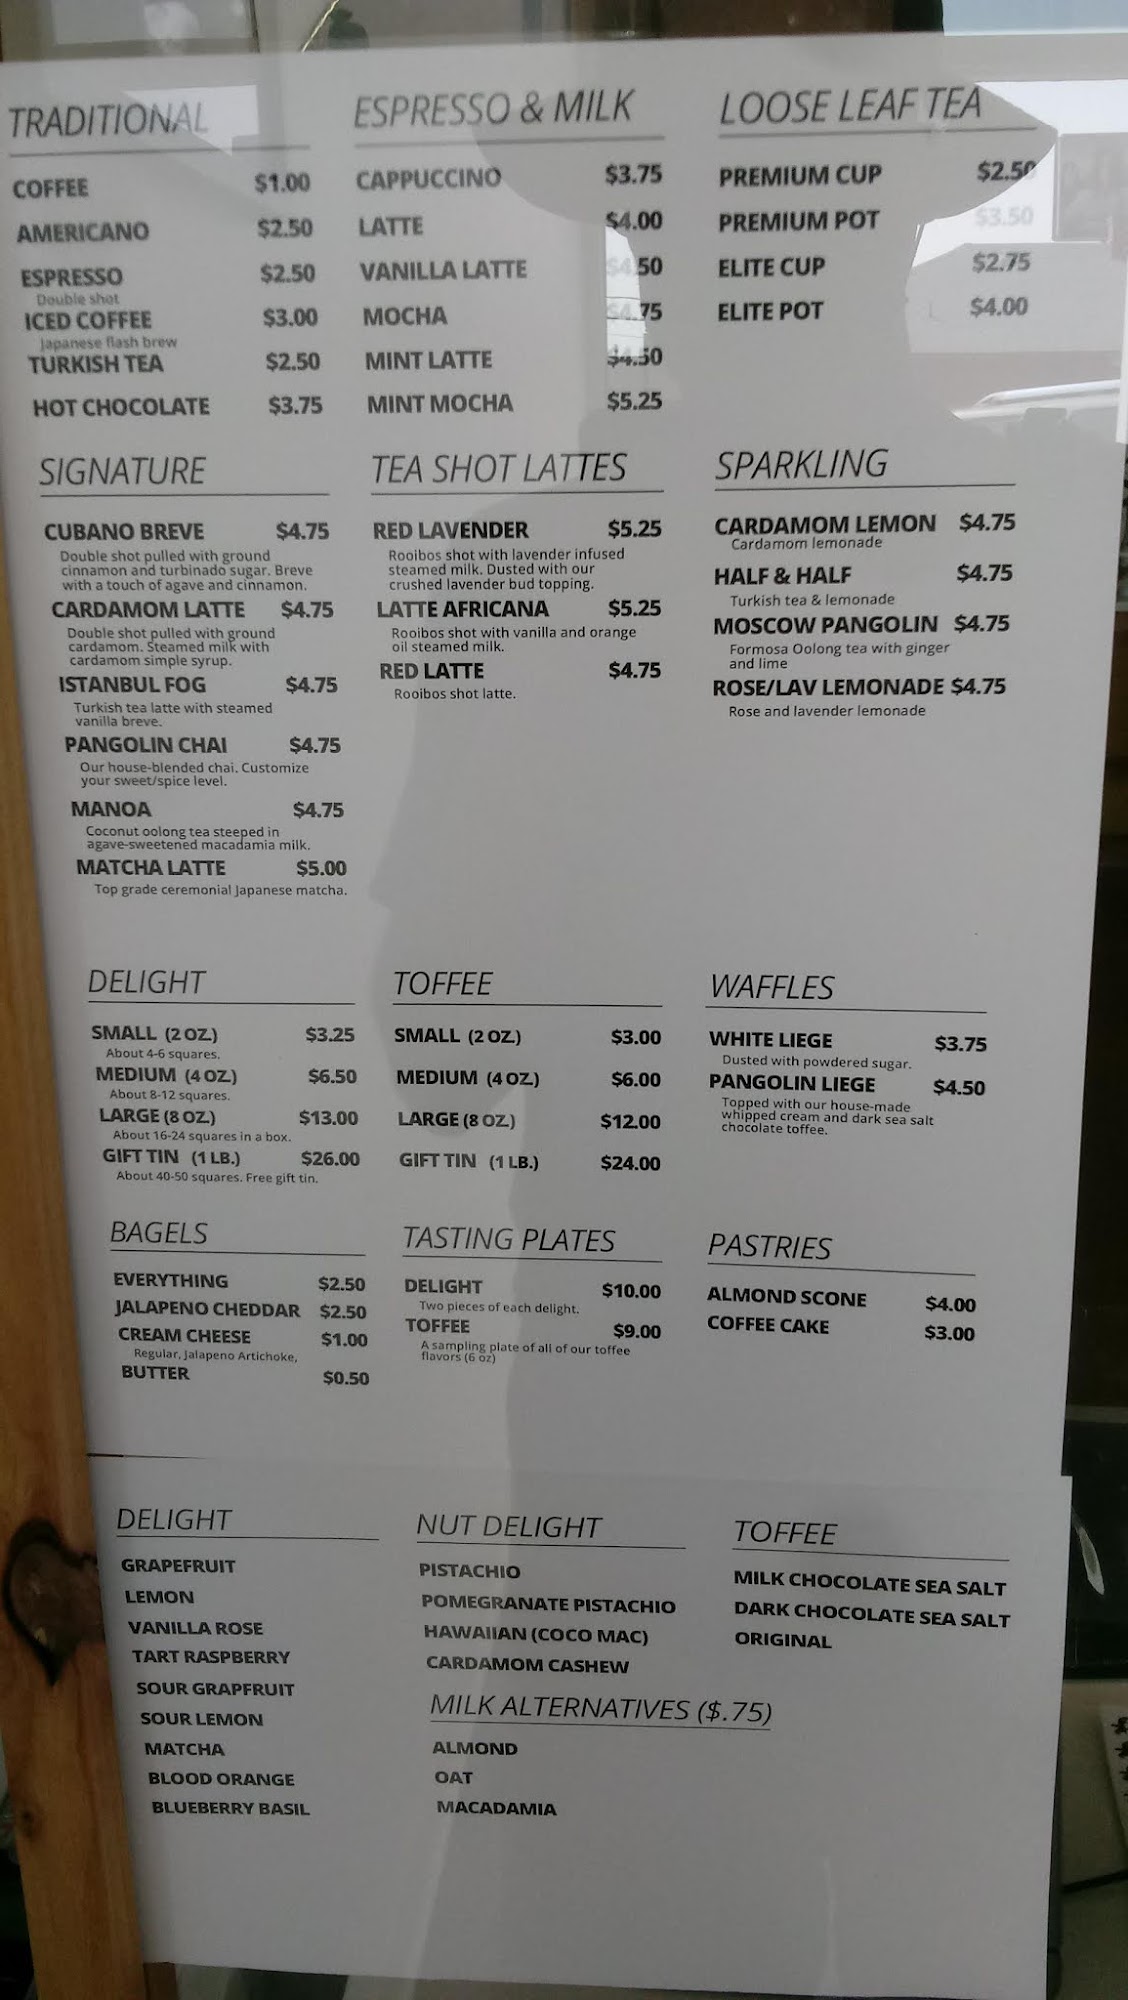 TRADITIONAL
COFFEE $1.00
AMERICANO $2.50
ESPRESSO $2.50
Double shot
ICED COFFEE $3.00
Japanese flash brew
TURKISH TEA $2.50
HOT CHOCOLATE $3.75
ESPRESSO & MILK
CAPPUCCINO $3.75
LATTE $4.00
VANILLA LATTE $4.50
MOCHA $4.75
MINT LATTE $4.50
MINT MOCHA $5.25
LOOSE LEAF TEA
PREMIUM CUP $2.50
PREMIUM POT $3.50
ELITE CUP $2.75
ELITE POT $4.00
SIGNATURE
CUBANO BREVE $4.75
Double shot pulled with ground
cinnamon and turbinado sugar. Breve
with a touch of agave and cinnamon.
CARDAMOM LATTE $4.75
Double shot pulled with ground
cardamom. Steamed milk with
cardamom simple syrup.
ISTANBUL FOG $4.75
Turkish tea latte with steamed
vanilla breve.
PANGOLIN CHAI $4.75
Our house-blended chai. Customize
your sweet/spice level.
MANOA $4.75
Coconut oolong tea steeped in
agave-sweetened macadamia milk.
MATCHA LATTE $5.00
Top grade ceremonial Japanese matcha.
TEA SHOT LATTES
RED LAVENDER $5.25
Rooibos shot with lavender infused
steamed milk. Dusted with our
crushed lavender bud topping.
LATTE AFRICANA $5.25
Rooibos shot with vanilla and orange
oil steamed milk.
RED LATTE $4.75
Rooibos shot latte.
SPARKLING
CARDAMOM LEMON $4.75
Cardamom lemonade
HALF & HALF $4.75
Turkish tea & lemonade
MOSCOW PANGOLIN $4.75
Formosa Oolong tea with ginger
and lime
ROSE/LAV LEMONADE $4.75
Rose and lavender lemonade
DELIGHT
SMALL (2 OZ.) $3.25
About 4-6 squares.
MEDIUM (4 OZ.) $6.50
About 8-12 squares.
LARGE (8 OZ.) $13.00
About 16-24 squares in a box.
GIFT TIN (1 LB.) $26.00
About 40-50 squares. Free gift tin.
TOFFEE
SMALL (2 OZ.) $3.00
MEDIUM (4 OZ.) $6.00
LARGE (8 OZ.) $12.00
GIFT TIN (1 LB.) $24.00
WAFFLES
WHITE LIEGE $3.75
Dusted with powdered sugar.
PANGOLIN LIEGE $4.50
Topped with our house-made
whipped cream and dark sea salt
chocolate toffee.
BAGELS
EVERYTHING $2.50
JALAPENO CHEDDAR $2.50
CREAM CHEESE $1.00
Regular, Jalapeno Artichoke,
BUTTER $0.50
TASTING PLATES
DELIGHT $10.00
Two pieces of each delight.
TOFFEE $9.00
A sampling plate of all of our toffee
flavors (6 oz)
PASTRIES
ALMOND SCONE $4.00
COFFEE CAKE $3.00
DELIGHT
GRAPEFRUIT
LEMON
VANILLA ROSE
TART RASPBERRY
SOUR GRAPFRUIT
SOUR LEMON
MATCHA
BLOOD ORANGE
BLUEBERRY BASIL
NUT DELIGHT
PISTACHIO
POMEGRANATE PISTACHIO
HAWAIIAN (COCO MAC)
CARDAMOM CASHEW
MILK ALTERNATIVES ($.75)
ALMOND
OAT
MACADAMIA
TOFFEE
MILK CHOCOLATE SEA SALT
DARK CHOCOLATE SEA SALT
ORIGINAL